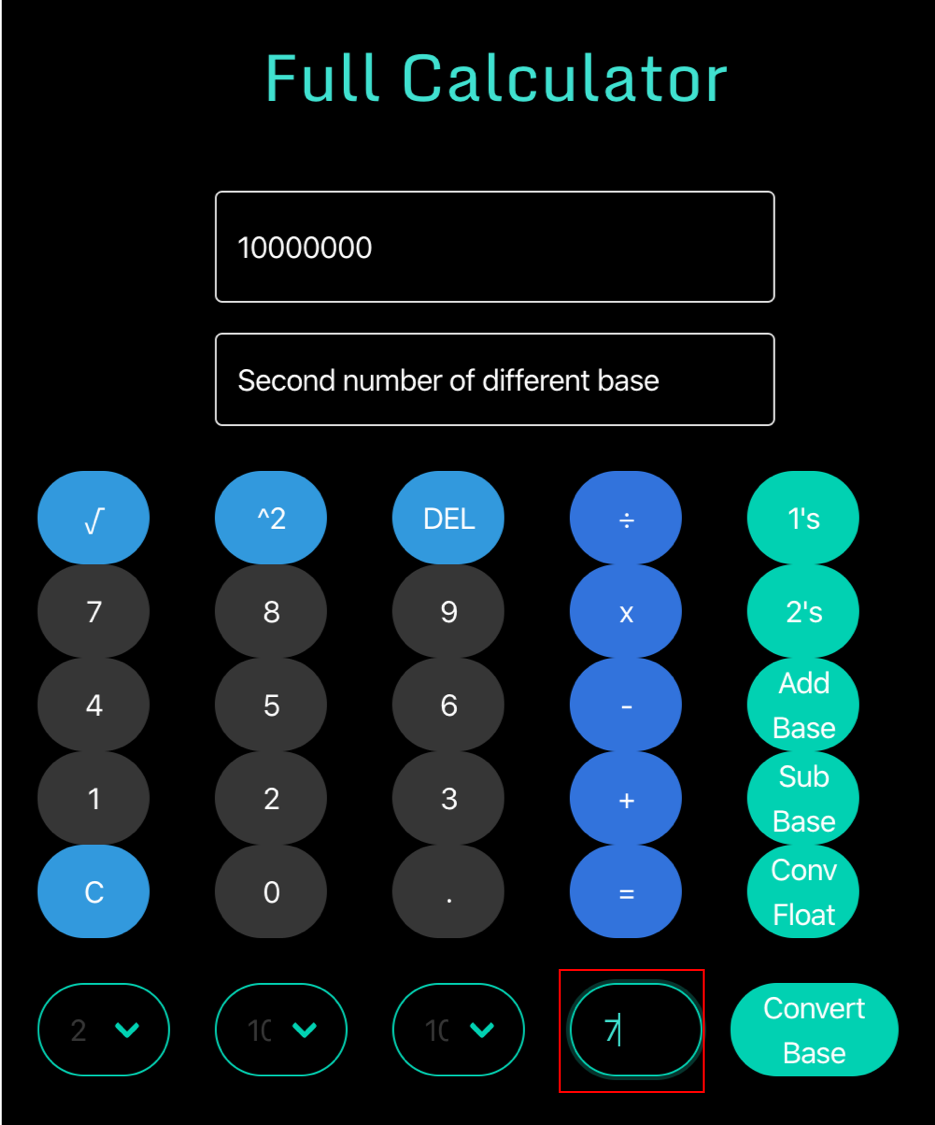 Full Calculator
10000000
Second number of different base
√ ^2 DEL ÷ 1's
7 8 9 x 2's
4 5 6 - Add
Base
1 2 3 + Sub
Base
C 0 . = Conv
Float
2 10 10 7 Convert
Base